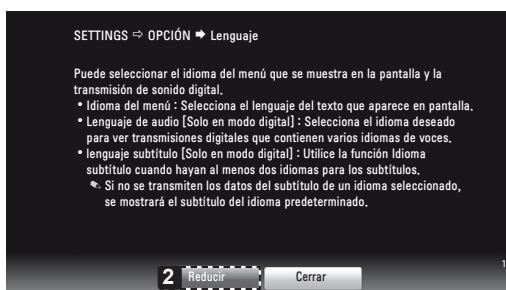 SETTINGS ⇨ OPCIÓN ➡ Lenguaje
Puede seleccionar el idioma del menú que se muestra en la pantalla y la
transmisión de sonido digital.
• Idioma del menú : Selecciona el lenguaje del texto que aparece en pantalla.
• Lenguaje de audio [Solo en modo digital] : Selecciona el idioma deseado
para ver transmisiones digitales que contienen varios idiomas de voces.
• lenguaje subtítulo [Solo en modo digital] : Utilice la función Idioma
subtítulo cuando hayan al menos dos idiomas para los subtítulos.
✎ Si no se transmiten los datos del subtítulo de un idioma seleccionado,
se mostrará el subtítulo del idioma predeterminado.
1
2 Reducir Cerrar